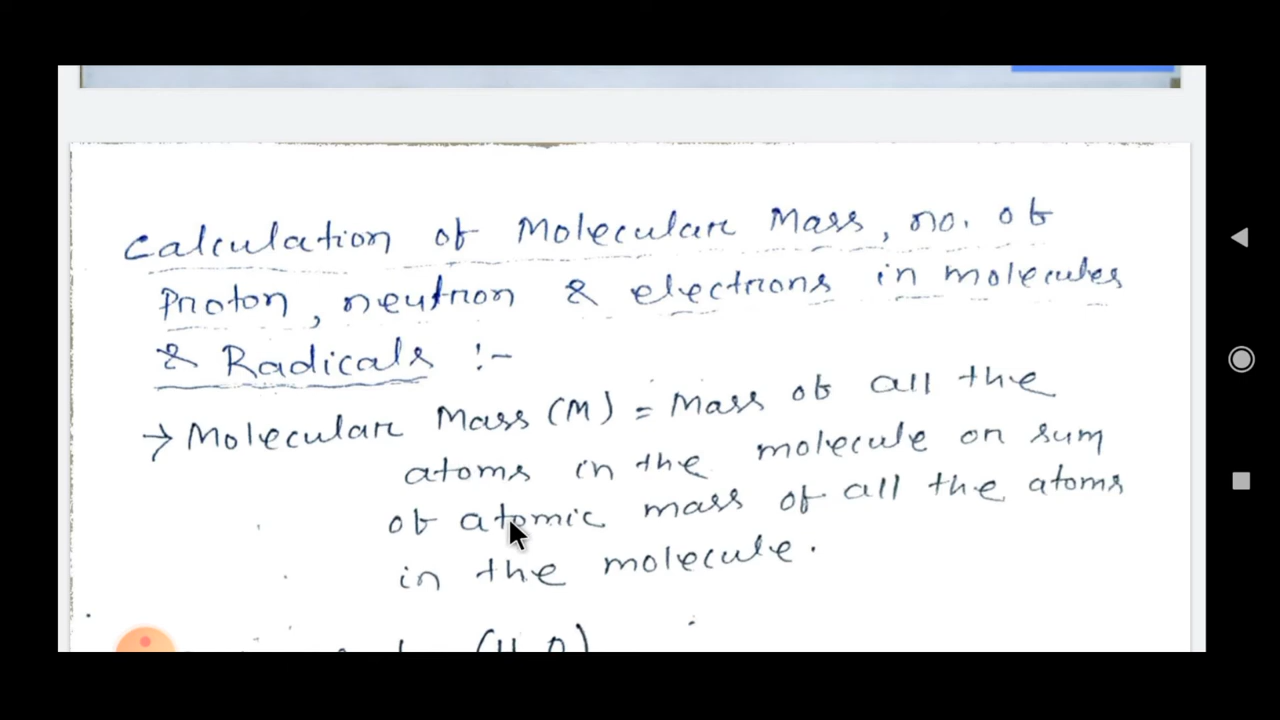 Calculation of Molecular Mass, no. of
Proton, neutron & electrons in molecules
& Radicals :-
→ Molecular Mass (M) = Mass of all the
atoms in the molecule or sum
of atomic mass of all the atoms
in the molecule.
(H2O)